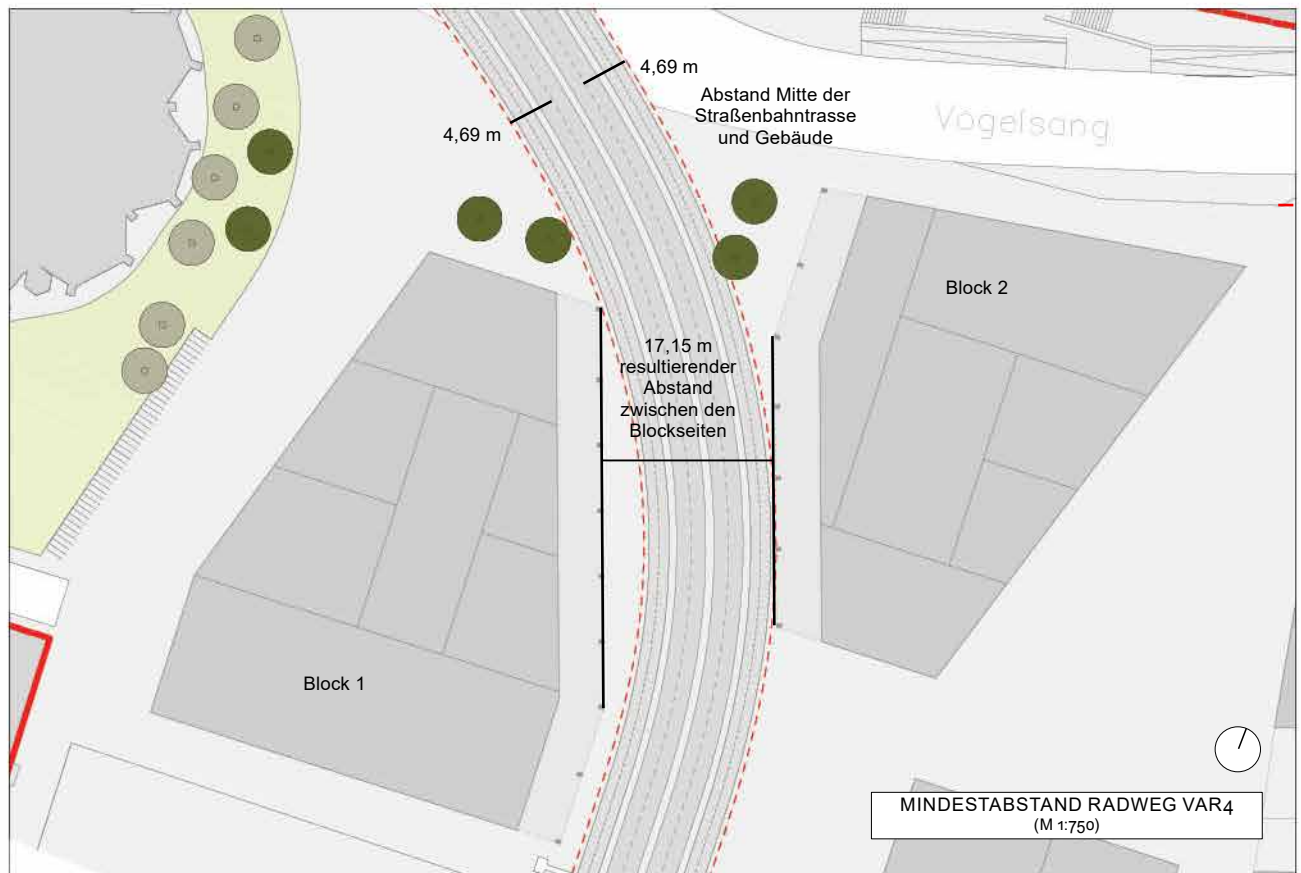 4,69 m
4,69 m
Abstand Mitte der
Straßenbahntrasse
und Gebäude
Vögelsang
Block 2
17,15 m
resultierender
Abstand
zwischen den
Blockseiten
Block 1
MINDESTABSTAND RADWEG VAR4
(M 1:750)